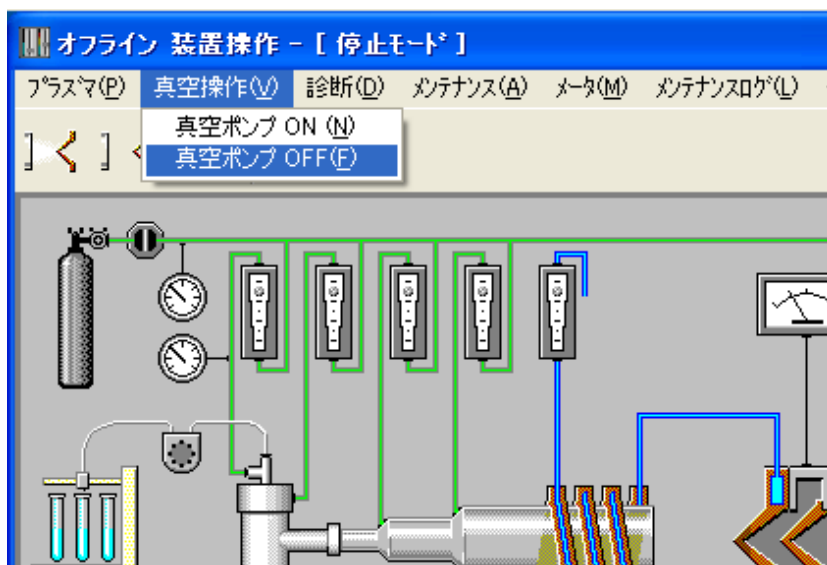 オフライン 装置操作 - [ 停止ﾓｰﾄﾞ ]
ﾌﾟﾗｽﾞﾏ(P) 真空操作(V) 診断(D) ﾒﾝﾃﾅﾝｽ(A) ﾒｰﾀ(M) ﾒﾝﾃﾅﾝｽﾛｸﾞ(L)
真空ポンプ ON (N)
真空ポンプ OFF(F)